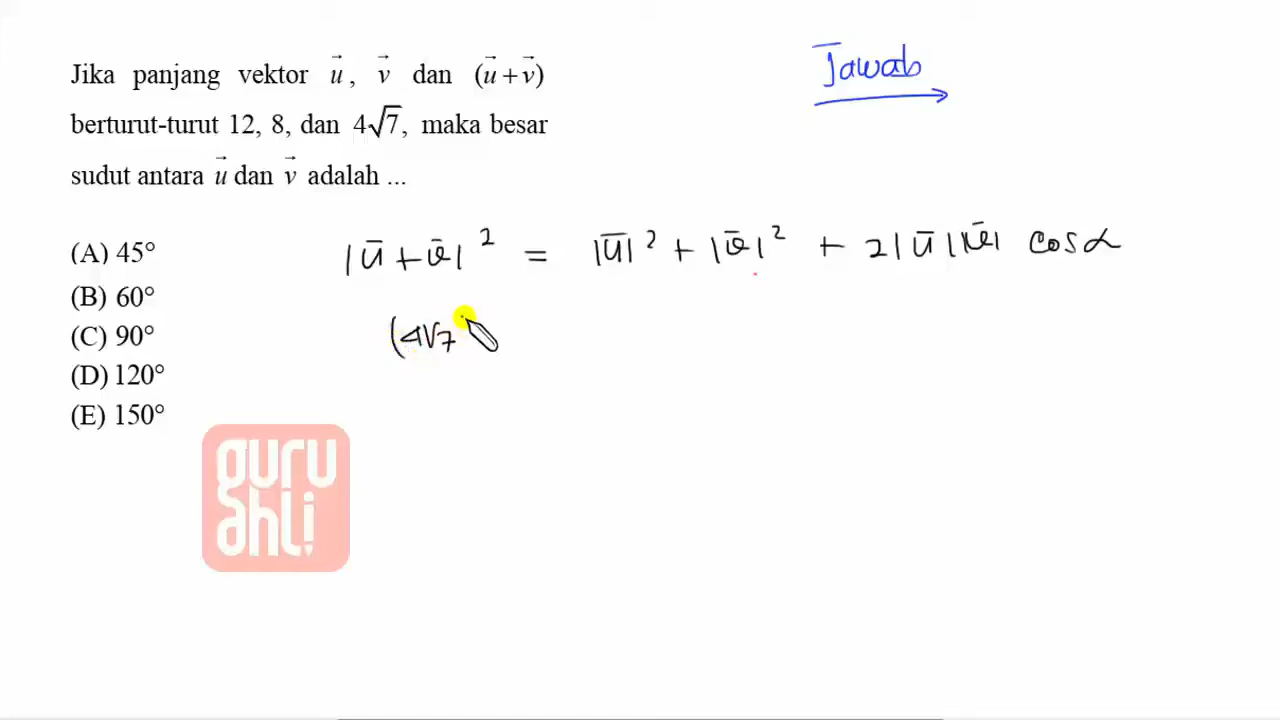 Jawab
Jika panjang vektor u⃗, v⃗ dan (u⃗+v⃗)
berturut-turut 12, 8, dan 4√7, maka besar
sudut antara u⃗ dan v⃗ adalah ...
(A) 45°
(B) 60°
(C) 90°
(D) 120°
(E) 150°
|ū + v̄|² = |ū|² + |v̄|² + 2|ū||v̄| cos α
(4√7
guru
ahli